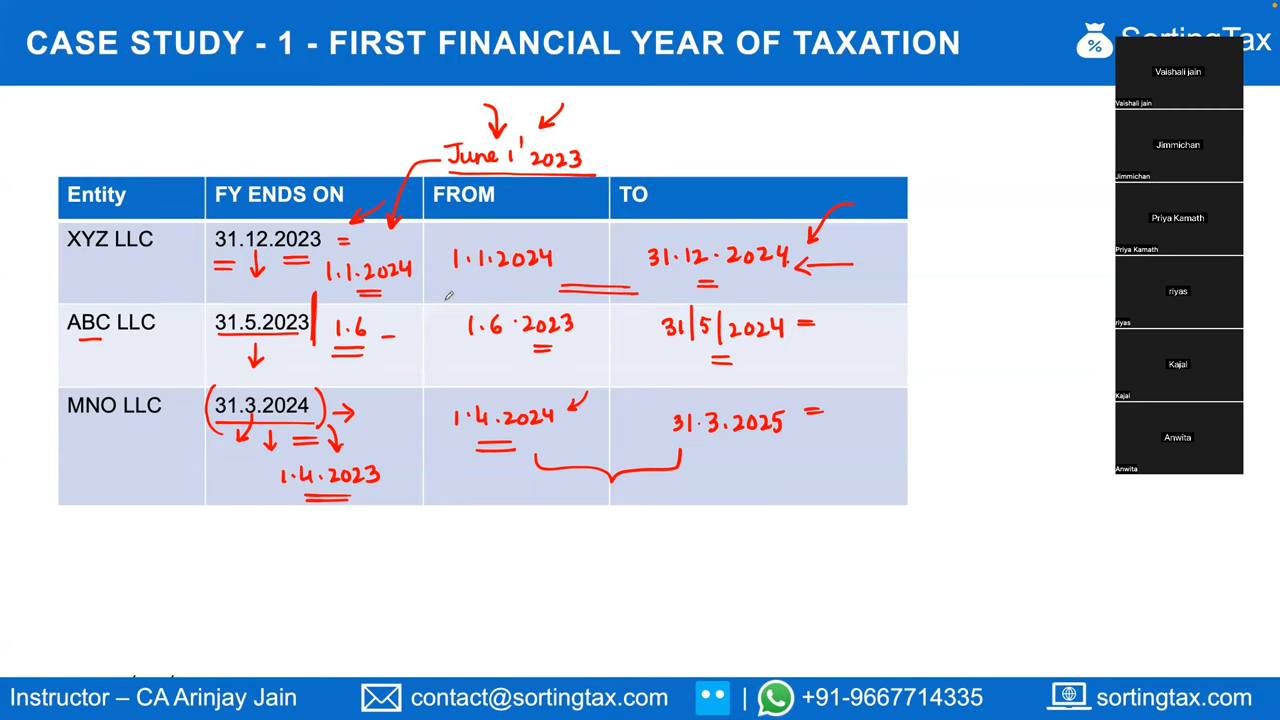 CASE STUDY - 1 - FIRST FINANCIAL YEAR OF TAXATION
June 1' 2023
Entity FY ENDS ON FROM TO
XYZ LLC 31.12.2023 = 1.1.2024 1.1.2024 31.12.2024
ABC LLC 31.5.2023 1.6 - 1.6.2023 31|5|2024 =
MNO LLC 31.3.2024 1.4.2024 31.3.2025 =
1.4.2023
Vaishali jain
Vaishali jain
Jimmichan
Jimmichan
Priya Kamath
Priya Kamath
riyas
riyas
Kajal
Kajal
Anwita
Anwita
Instructor – CA Arinjay Jain contact@sortingtax.com | +91-9667714335 sortingtax.com